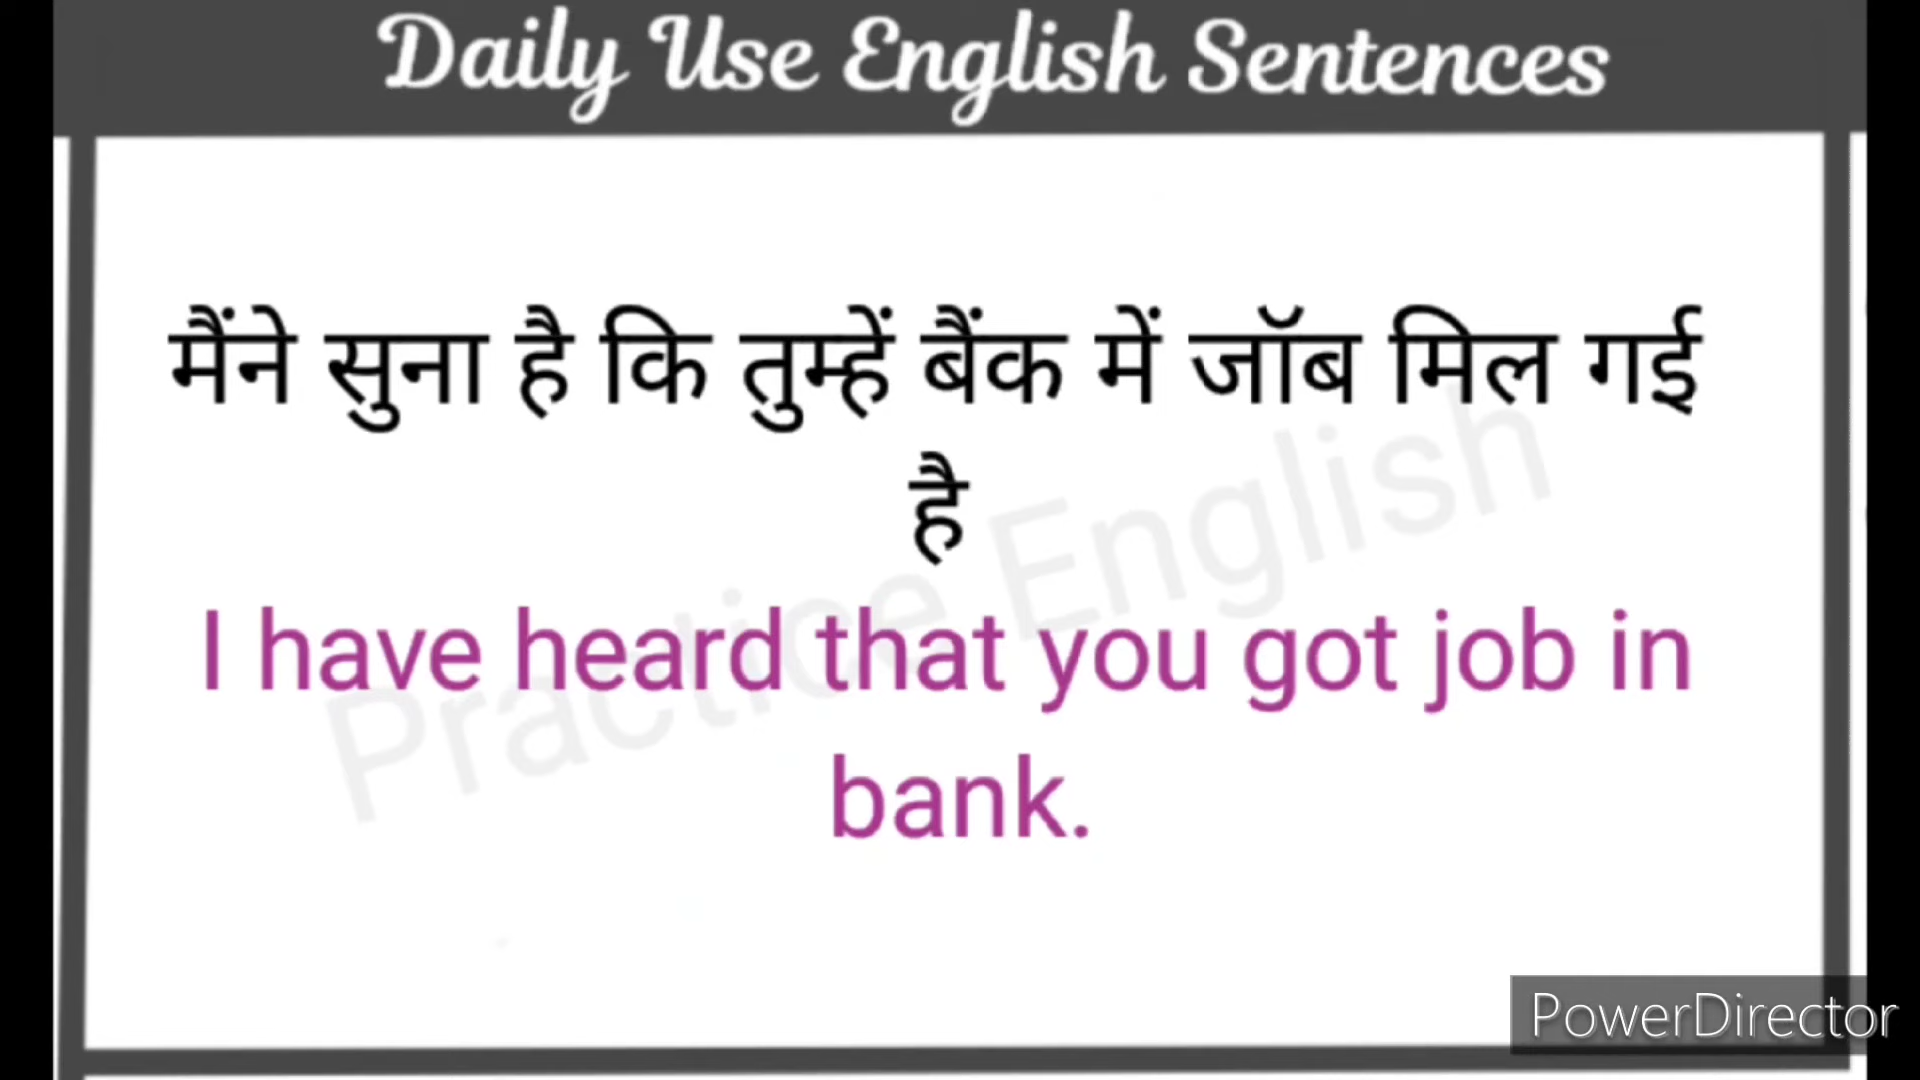 Daily Use English Sentences
मैंने सुना है कि तुम्हें बैंक में जॉब मिल गई
है
I have heard that you got job in
bank.
Practice English
PowerDirector